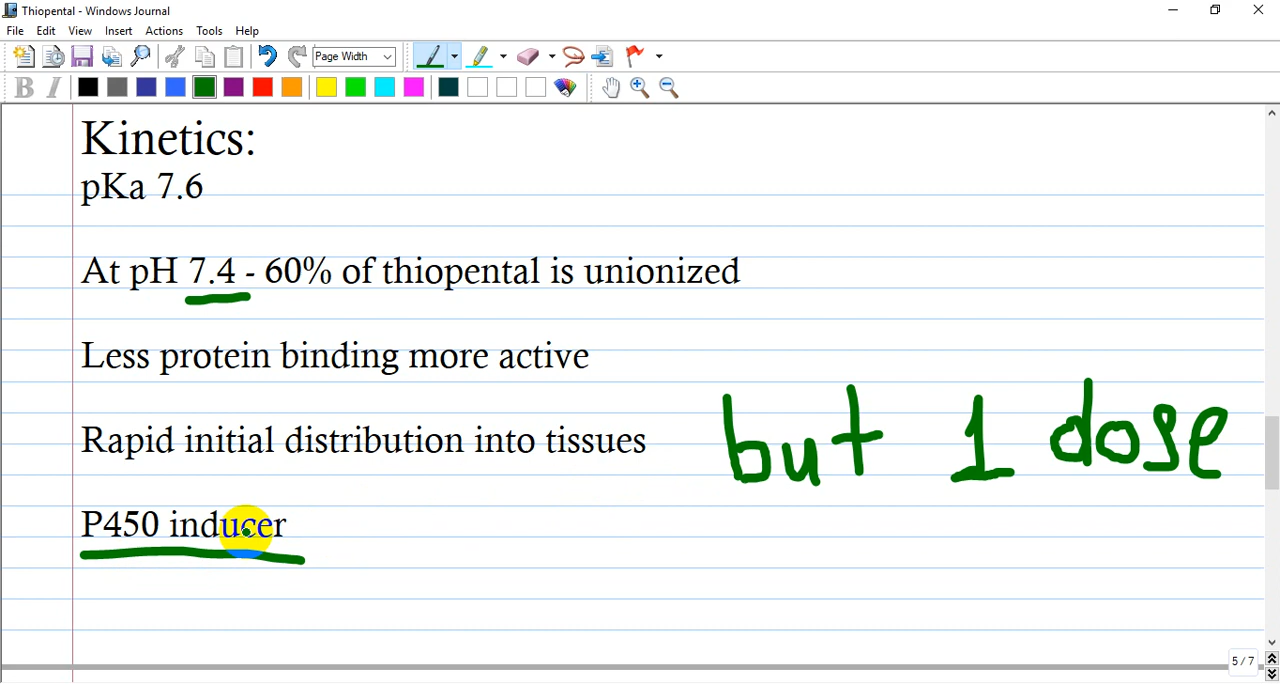 Thiopental - Windows Journal
File Edit View Insert Actions Tools Help
Page Width
B I
Kinetics:
pKa 7.6
At pH 7.4 - 60% of thiopental is unionized
Less protein binding more active
Rapid initial distribution into tissues
but 1 dose
P450 inducer
5 / 7